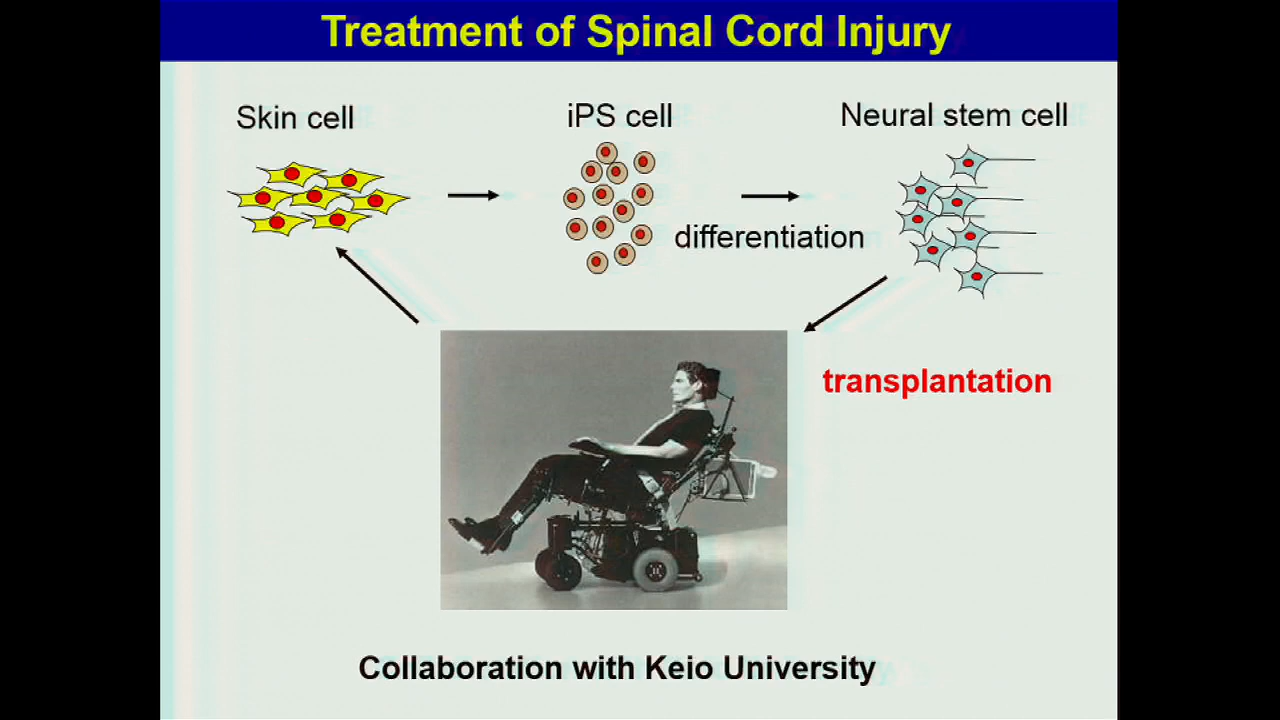 Treatment of Spinal Cord Injury
Skin cell
iPS cell
Neural stem cell
differentiation
transplantation
Collaboration with Keio University